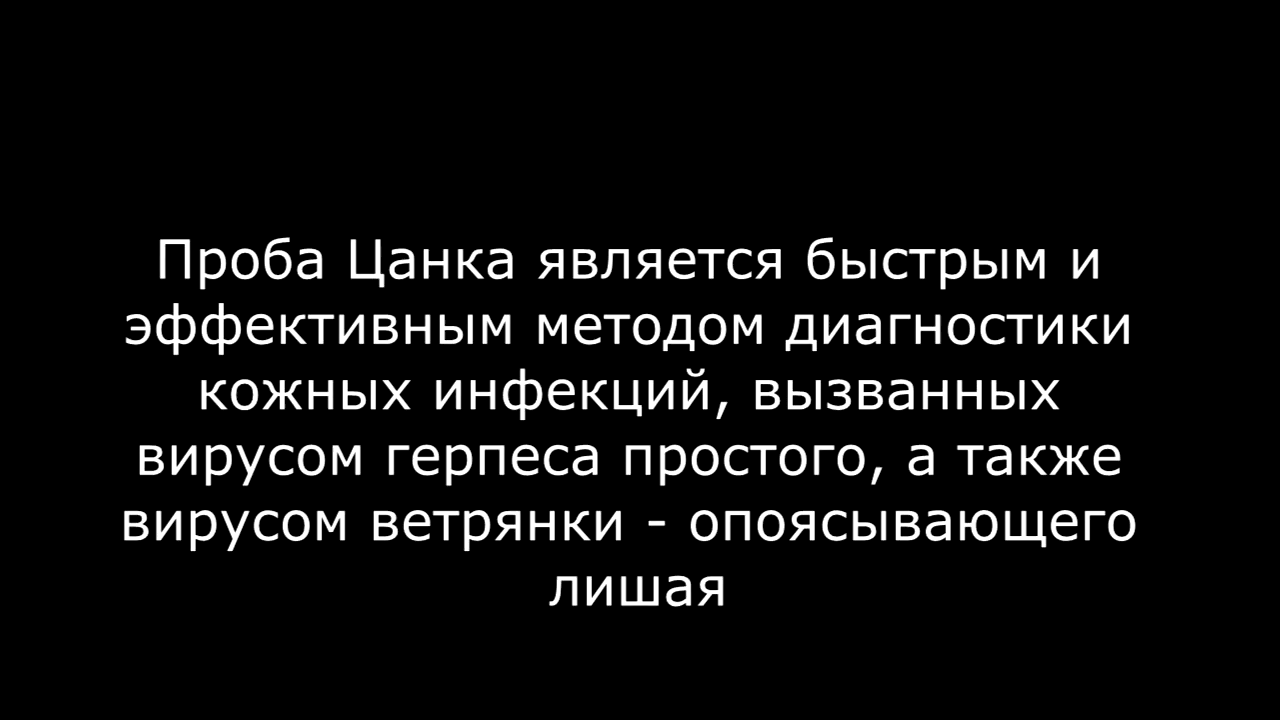 Проба Цанка является быстрым и
эффективным методом диагностики
кожных инфекций, вызванных
вирусом герпеса простого, а также
вирусом ветрянки - опоясывающего
лишая